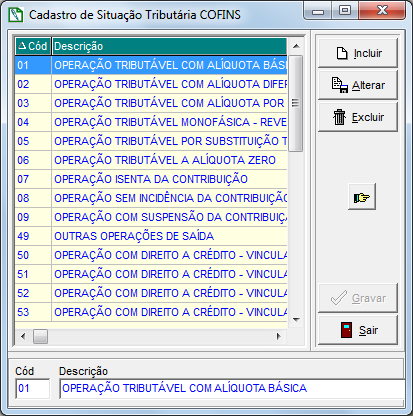 Cadastro de Situação Tributária COFINS
Cód Descrição
01 OPERAÇÃO TRIBUTÁVEL COM ALÍQUOTA BÁSI
02 OPERAÇÃO TRIBUTÁVEL COM ALÍQUOTA DIFER
03 OPERAÇÃO TRIBUTÁVEL COM ALÍQUOTA POR
04 OPERAÇÃO TRIBUTÁVEL MONOFÁSICA - REVE
05 OPERAÇÃO TRIBUTÁVEL POR SUBSTITUIÇÃO T
06 OPERAÇÃO TRIBUTÁVEL A ALÍQUOTA ZERO
07 OPERAÇÃO ISENTA DA CONTRIBUIÇÃO
08 OPERAÇÃO SEM INCIDÊNCIA DA CONTRIBUIÇÃ
09 OPERAÇÃO COM SUSPENSÃO DA CONTRIBUIÇÃ
49 OUTRAS OPERAÇÕES DE SAÍDA
50 OPERAÇÃO COM DIREITO A CRÉDITO - VINCULA
51 OPERAÇÃO COM DIREITO A CRÉDITO - VINCULA
52 OPERAÇÃO COM DIREITO A CRÉDITO - VINCULA
53 OPERAÇÃO COM DIREITO A CRÉDITO - VINCULA
Incluir
Alterar
Excluir
Gravar
Sair
Cód Descrição
01 OPERAÇÃO TRIBUTÁVEL COM ALÍQUOTA BÁSICA